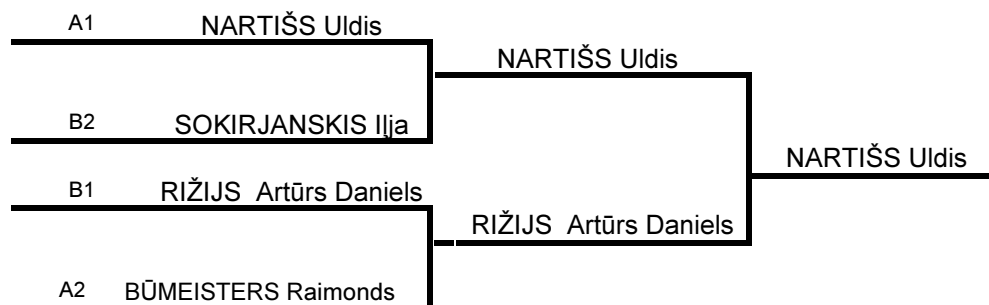 A1 NARTIŠS Uldis
NARTIŠS Uldis
B2 SOKIRJANSKIS Iļja
NARTIŠS Uldis
B1 RIŽIJS Artūrs Daniels
RIŽIJS Artūrs Daniels
A2 BŪMEISTERS Raimonds